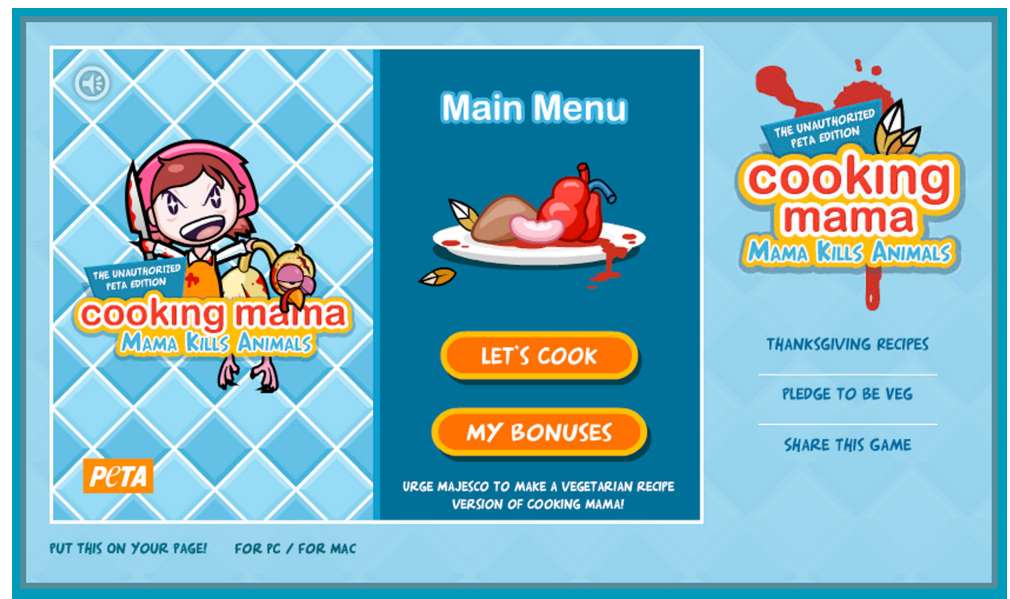 THE UNAUTHORIZED
PETA EDITION
cooking mama
MAMA KILLS ANIMALS
PETA
Main Menu
LET'S COOK
MY BONUSES
URGE MAJESCO TO MAKE A VEGETARIAN RECIPE
VERSION OF COOKING MAMA!
THE UNAUTHORIZED
PETA EDITION
cooking
mama
MAMA KILLS ANIMALS
THANKSGIVING RECIPES
PLEDGE TO BE VEG
SHARE THIS GAME
PUT THIS ON YOUR PAGE!
FOR PC / FOR MAC